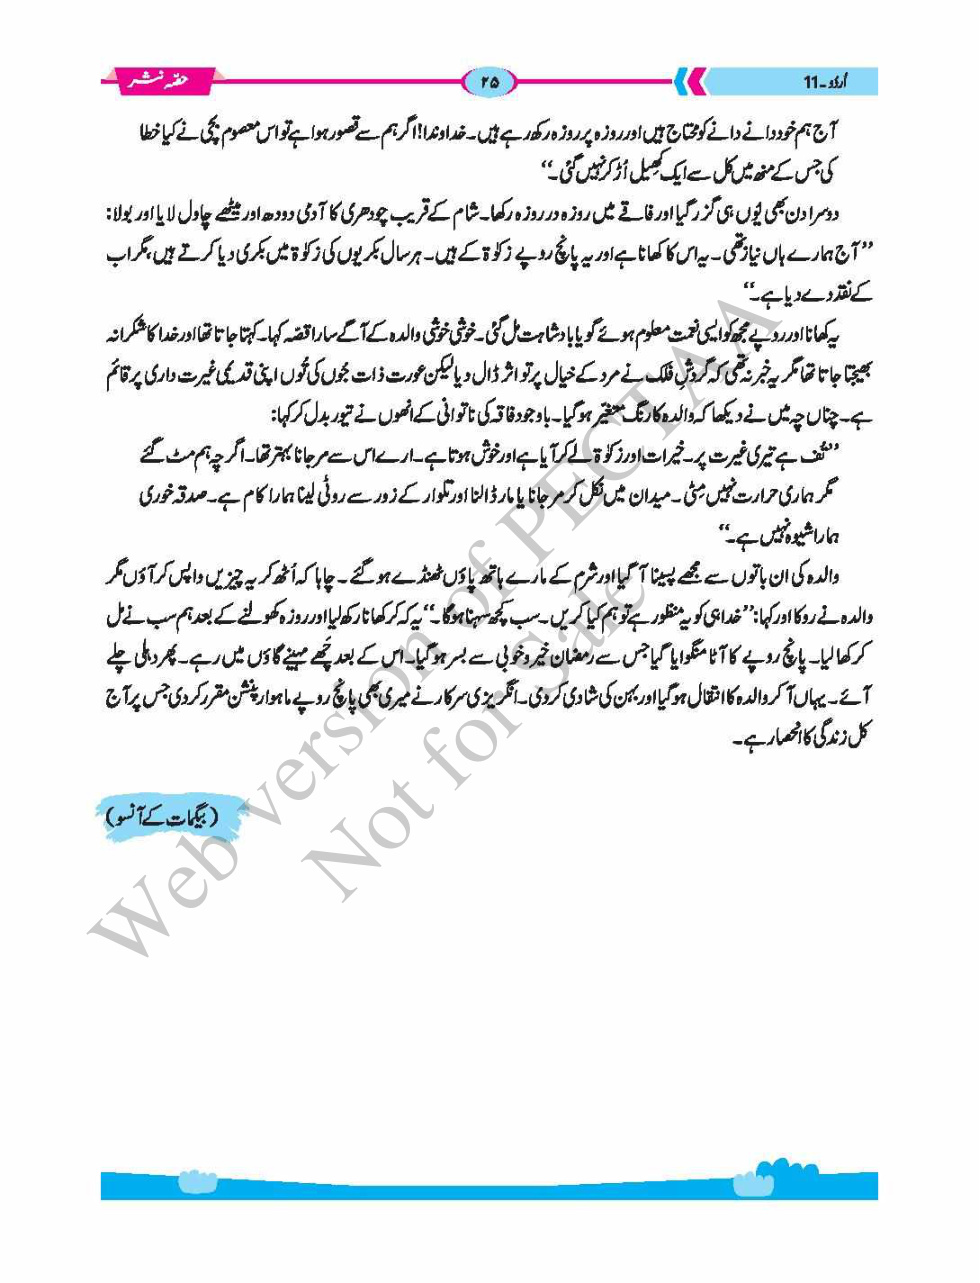 اُردُو ۔ 11
۲۵
حصّہ نثر
آج ہم خود دانے دانے کو محتاج ہیں اور روزہ پر روزہ رکھ رہے ہیں۔ خداوندا! اگر ہم سے قصور ہوا ہے تو اس معصوم بچی نے کیا خطا
کی جس کے منھ میں کل سے ایک کھِیل اُڑ کر نہیں گئی ۔‘‘
دوسرا دن بھی یُوں ہی گزر گیا اور فاقے میں روزہ در روزہ رکھا۔ شام کے قریب چودھری کا آدمی دودھ اور میٹھے چاول لایا اور بولا:
’’آج ہمارے ہاں نیاز تھی ۔ یہ اس کا کھانا ہے اور یہ پانچ روپے زکوٰۃ کے ہیں ۔ ہر سال بکریوں کی زکوٰۃ میں بکری دیا کرتے ہیں، مگر اب
کے نقد دے دیا ہے۔‘‘
یہ کھانا اور روپے مجھ کو ایسی نعمت معلوم ہوئے گویا بادشاہت مل گئی ۔ خوشی خوشی والدہ کے آگے سارا قصّہ کہا۔ کہتا جاتا تھا اور خدا کا شکرانہ
بھیجتا جاتا تھا مگر یہ خبر نہ تھی کہ گردشِ فلک نے مرد کے خیال پر تو اثر ڈال دیا لیکن عورت ذات جُوں کی تُوں اپنی قدیمی غیرت داری پر قائم
ہے۔ چناں چہ میں نے دیکھا کہ والدہ کا رنگ متغیر ہو گیا۔ باوجود فاقہ کی ناتوانی کے انھوں نے تیور بدل کر کہا:
’’تُف ہے تیری غیرت پر ۔ خیرات اور زکوٰۃ لے کر آیا ہے اور خوش ہوتا ہے۔ ارے اس سے مر جانا بہتر تھا۔ اگرچہ ہم مٹ گئے
مگر ہماری حرارت نہیں مِٹی ۔ میدان میں نکل کر مر جانا یا مار ڈالنا اور تلوار کے زور سے روٹی لینا ہمارا کام ہے۔ صدقہ خوری
ہمارا شیوہ نہیں ہے۔‘‘
والدہ کی ان باتوں سے مجھے پسینا آ گیا اور شرم کے مارے ہاتھ پاؤں ٹھنڈے ہو گئے ۔ چاہا کہ اُٹھ کر یہ چیزیں واپس کر آؤں مگر
والدہ نے روکا اور کہا: ’’خدا ہی کو یہ منظور ہے تو ہم کیا کریں۔ سب کچھ سہنا ہوگا۔‘‘ یہ کہہ کر کھانا رکھ لیا اور روزہ کھولنے کے بعد ہم سب نے مل
کر کھا لیا۔ پانچ روپے کا آٹا منگوایا گیا جس سے رمضان خیر و خوبی سے بسر ہو گیا۔ اس کے بعد چھے مہینے گاؤں میں رہے۔ پھر دہلی چلے
آئے۔ یہاں آ کر والدہ کا انتقال ہو گیا اور بہن کی شادی کر دی۔ انگریزی سرکار نے میری بھی پانچ روپے ماہوار پنشن مقرر کر دی جس پر آج
کل زندگی کا انحصار ہے۔
(بیگمات کے آنسو)
Web version of PECTAA
Not for Sale